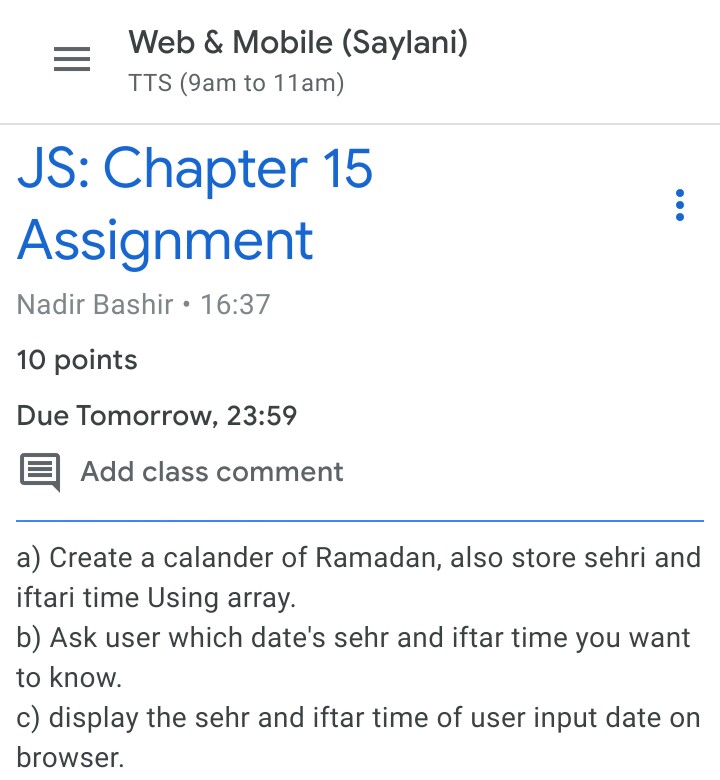 Web & Mobile (Saylani)
TTS (9am to 11am)
JS: Chapter 15
Assignment
Nadir Bashir • 16:37
10 points
Due Tomorrow, 23:59
Add class comment
a) Create a calander of Ramadan, also store sehri and
iftari time Using array.
b) Ask user which date's sehr and iftar time you want
to know.
c) display the sehr and iftar time of user input date on
browser.